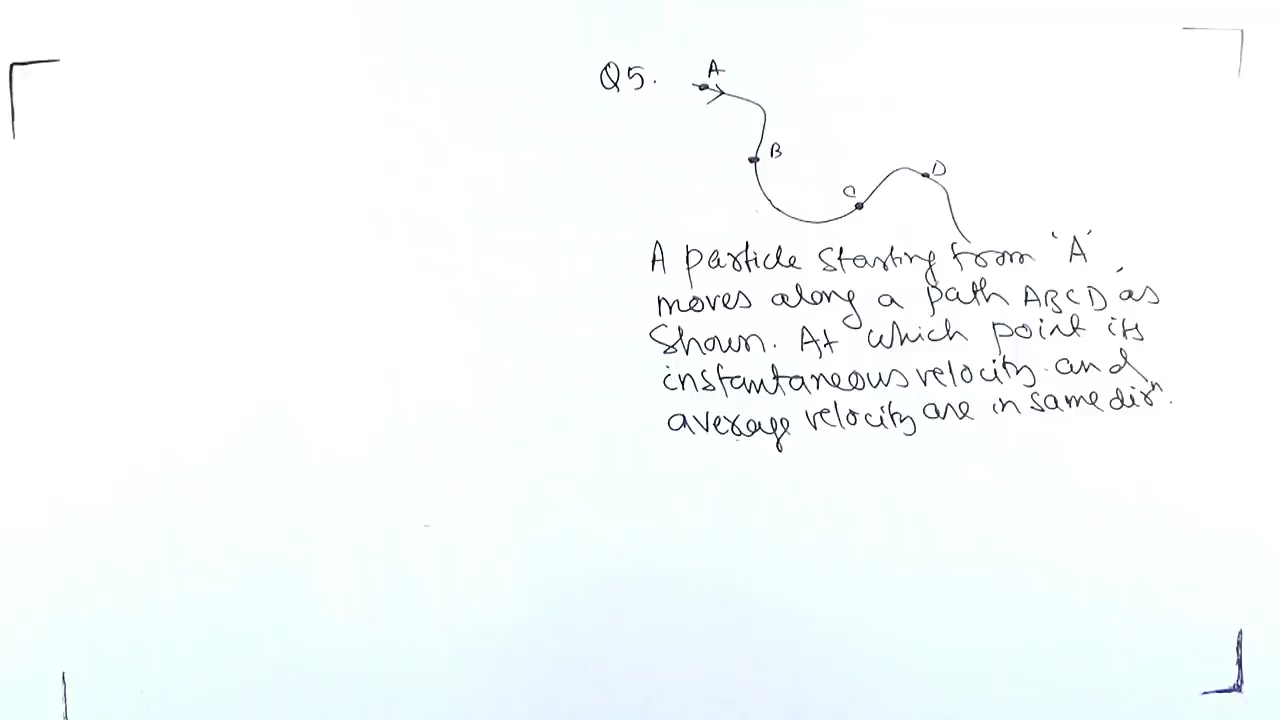 Q5.
A
B
C
D
A particle starting from 'A'
moves along a path ABCD as
shown. At which point its
instantaneous velocity and
average velocity are in same dirⁿ.